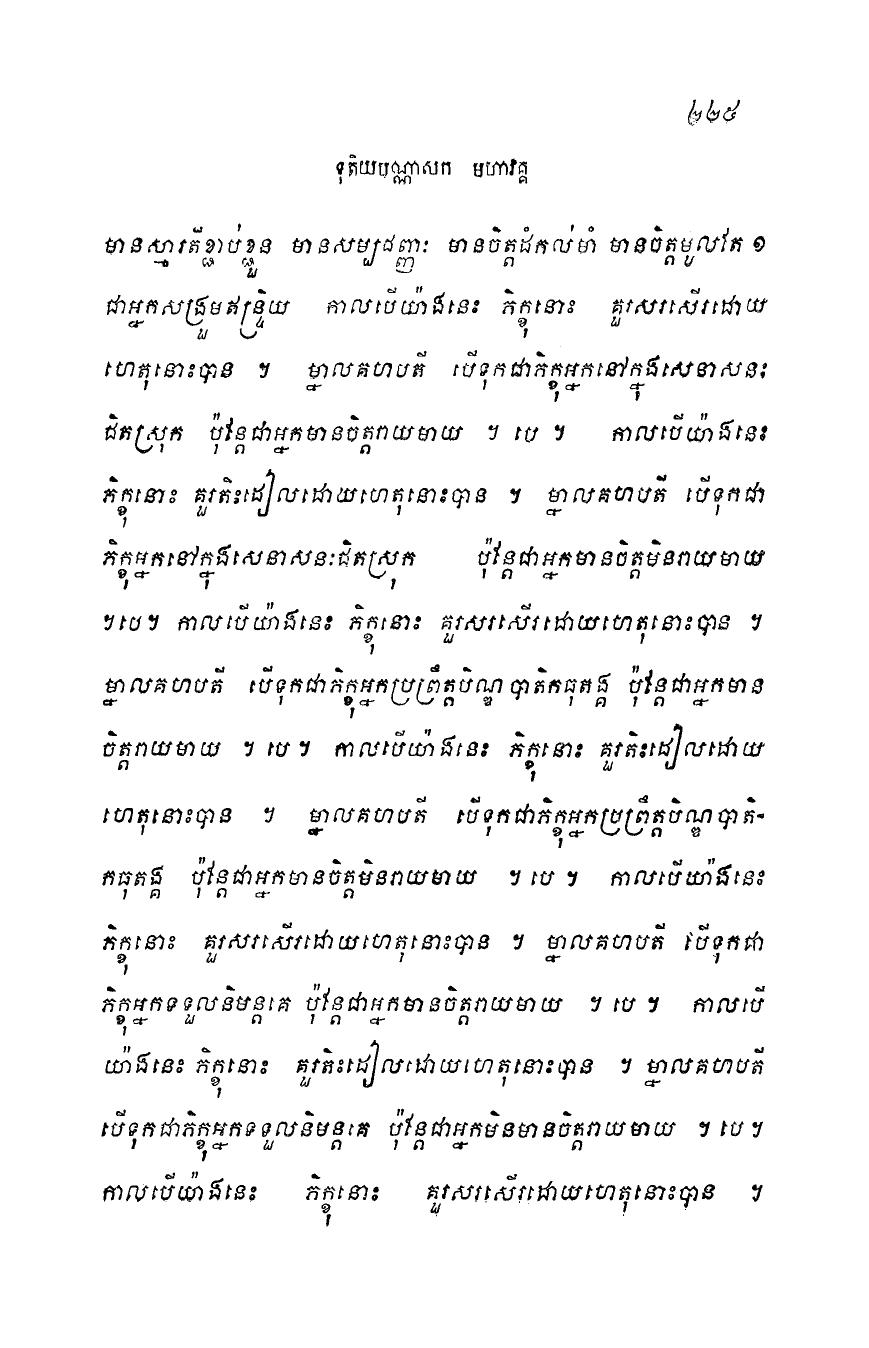 ២២៥
ទុតិយបណ្ណាសក មហាវគ្គ
មានស្មារតីខ្ជាប់ខ្ជួន មានសម្បជញ្ញៈ មានចិត្តដំកល់មាំ មានចិត្តមូលតែ ១
ជាអ្នកសង្រួមឥន្ទ្រិយ កាលបើយ៉ាងនេះ ភិក្ខុនោះ គួរសរសើរដោយ
ហេតុនោះបាន ។ ម្នាលគហបតី បើទុកជាភិក្ខុអ្នកនៅក្នុងសេនាសនៈ
ជិតស្រុក ប៉ុន្តែជាអ្នកមានចិត្តរាយមាយ ។ បេ ។ កាលបើយ៉ាងនេះ
ភិក្ខុនោះ គួរតិះដៀលដោយហេតុនោះបាន ។ ម្នាលគហបតី បើទុកជា
ភិក្ខុអ្នកនៅក្នុងសេនាសនៈជិតស្រុក ប៉ុន្តែជាអ្នកមានចិត្តមិនរាយមាយ
។ បេ ។ កាលបើយ៉ាងនេះ ភិក្ខុនោះ គួរសរសើរដោយហេតុនោះបាន ។
ម្នាលគហបតី បើទុកជាភិក្ខុអ្នកប្រព្រឹត្តបិណ្ឌបាតិកធុតង្គ ប៉ុន្តែជាអ្នកមាន
ចិត្តរាយមាយ ។ បេ ។ កាលបើយ៉ាងនេះ ភិក្ខុនោះ គួរតិះដៀលដោយ
ហេតុនោះបាន ។ ម្នាលគហបតី បើទុកជាភិក្ខុអ្នកប្រព្រឹត្តបិណ្ឌបាតិ-
កធុតង្គ ប៉ុន្តែជាអ្នកមានចិត្តមិនរាយមាយ ។ បេ ។ កាលបើយ៉ាងនេះ
ភិក្ខុនោះ គួរសរសើរដោយហេតុនោះបាន ។ ម្នាលគហបតី បើទុកជា
ភិក្ខុអ្នកទទួលនិមន្តគេ ប៉ុន្តែជាអ្នកមានចិត្តរាយមាយ ។ បេ ។ កាលបើ
យ៉ាងនេះ ភិក្ខុនោះ គួរតិះដៀលដោយហេតុនោះបាន ។ ម្នាលគហបតី
បើទុកជាភិក្ខុអ្នកទទួលនិមន្តគេ ប៉ុន្តែជាអ្នកមិនមានចិត្តរាយមាយ ។ បេ ។
កាលបើយ៉ាងនេះ ភិក្ខុនោះ គួរសរសើរដោយហេតុនោះបាន ។